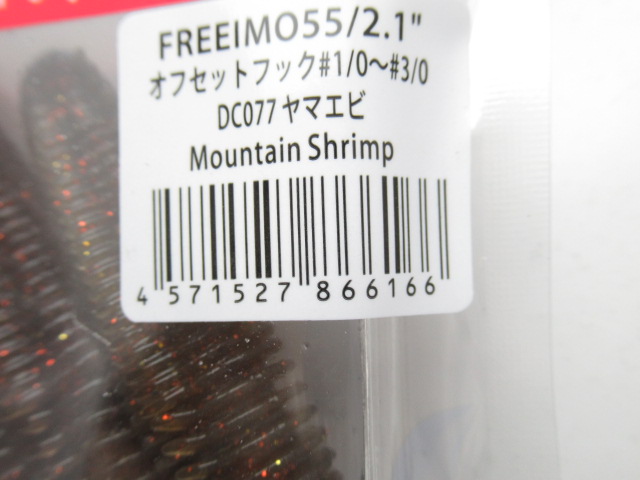 FREEIMO55/2.1"
オフセットフック#1/0～#3/0
DC077 ヤマエビ
Mountain Shrimp
4 571527 866166